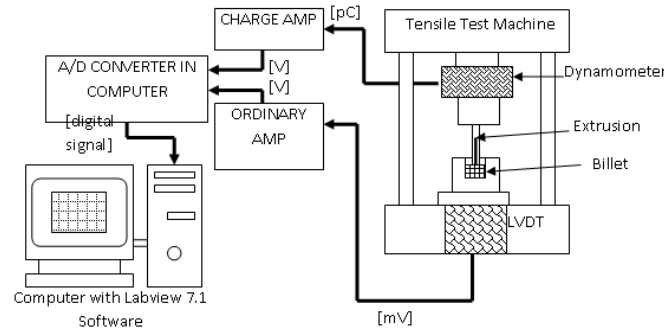 CHARGE AMP
[pC]
Tensile Test Machine
A/D CONVERTER IN
COMPUTER
[V]
[V]
Dynamometer
ORDINARY
AMP
[digital
signal]
Extrusion
Billet
LVDT
Computer with Labview 7.1
Software
[mV]